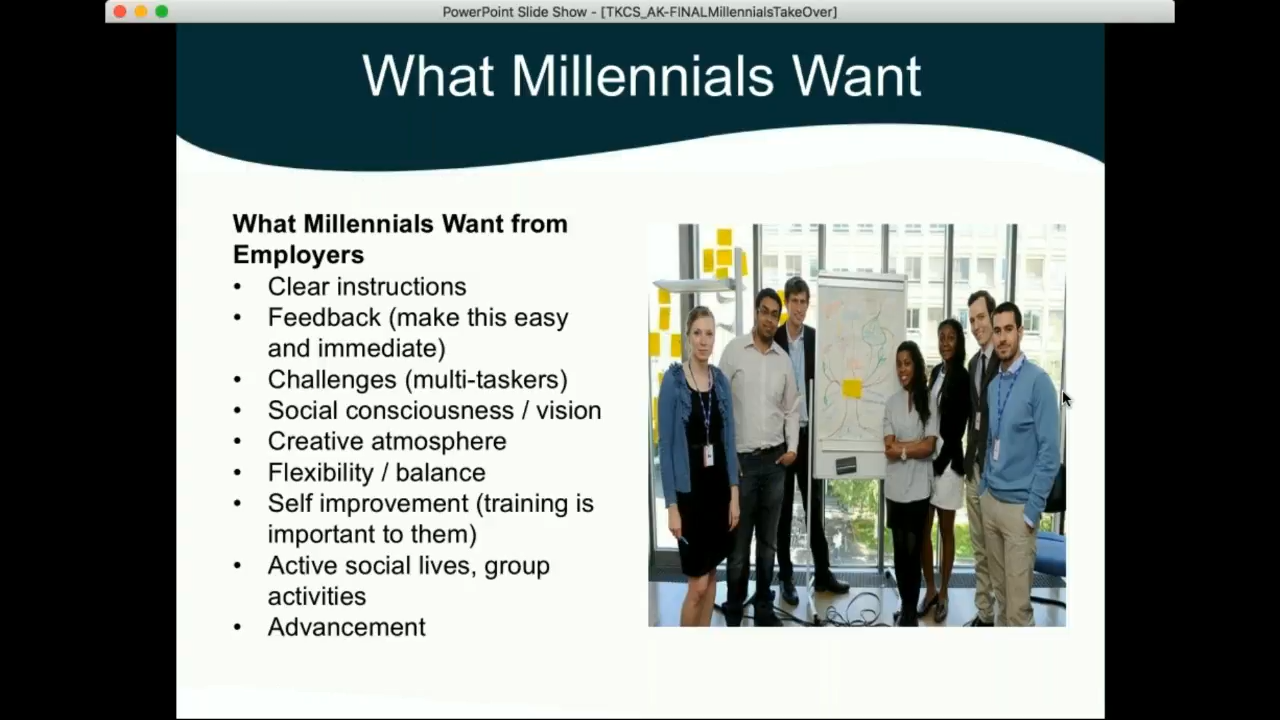 PowerPoint Slide Show - [TKCS_AK-FINALMillennialsTakeOver]
What Millennials Want
What Millennials Want from
Employers
• Clear instructions
• Feedback (make this easy
and immediate)
• Challenges (multi-taskers)
• Social consciousness / vision
• Creative atmosphere
• Flexibility / balance
• Self improvement (training is
important to them)
• Active social lives, group
activities
• Advancement